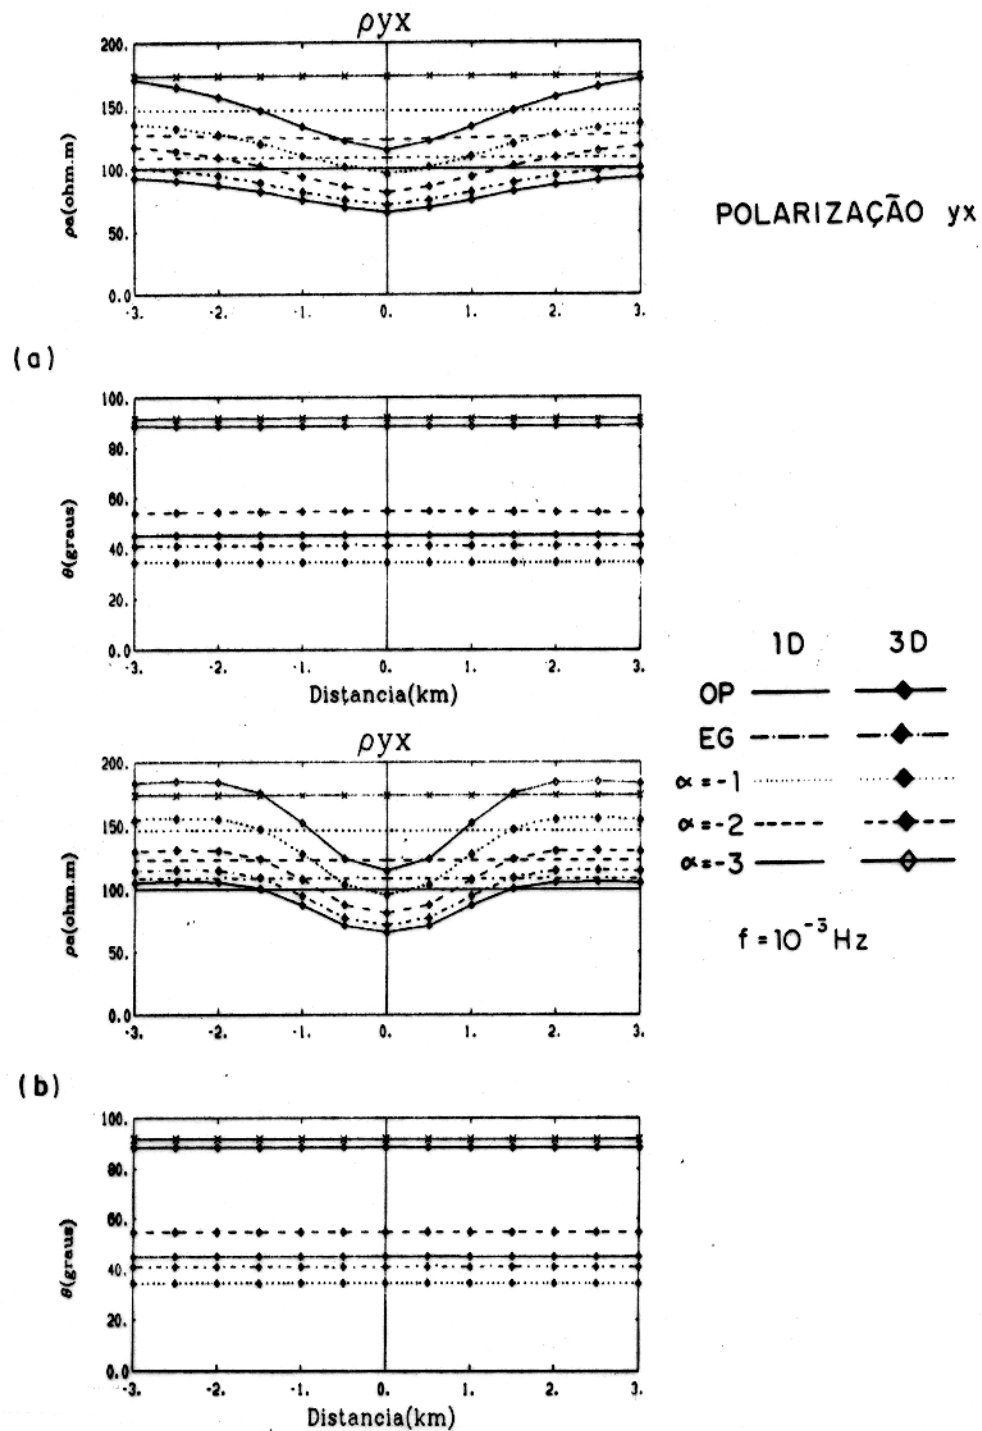 ρyx
200.
150.
100.
50.
0.0
ρa(ohm.m)
-3. -2. -1. 0. 1. 2. 3.
POLARIZAÇÃO yx
(a)
100.
80.
60.
40.
20.
0.0
θ(graus)
-3. -2. -1. 0. 1. 2. 3.
Distancia(km)
1D 3D
OP
EG
α=-1
α=-2
α=-3
f=10⁻³Hz
ρyx
200.
150.
100.
50.
0.0
ρa(ohm.m)
-3. -2. -1. 0. 1. 2. 3.
(b)
100.
80.
60.
40.
20.
0.0
θ(graus)
-3. -2. -1. 0. 1. 2. 3.
Distancia(km)